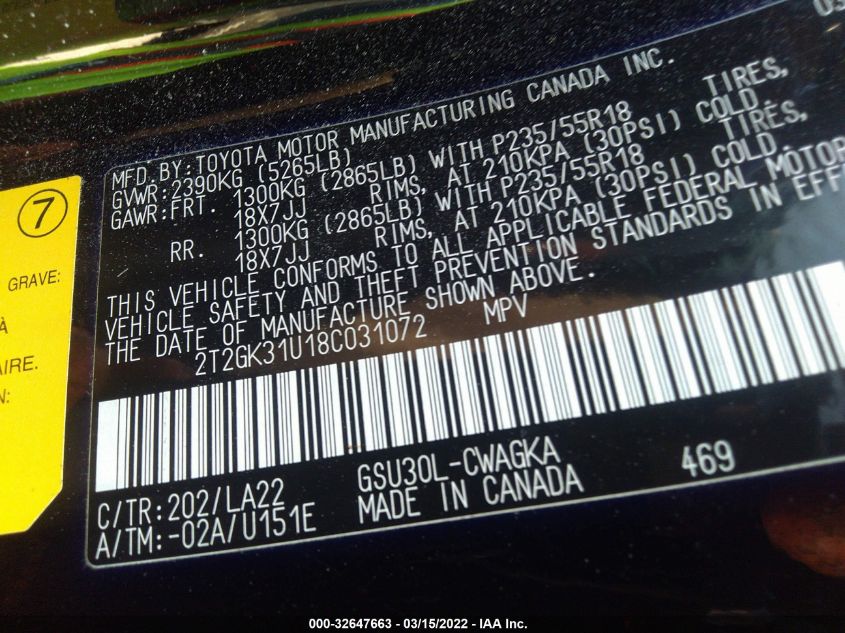 MFD. BY: TOYOTA MOTOR MANUFACTURING CANADA INC.
GVWR: 2390KG (5265LB)
GAWR: FRT. 1300KG (2865LB) WITH P235/55R18 TIRES,
18X7JJ RIMS, AT 210KPA (30PSI) COLD.
RR. 1300KG (2865LB) WITH P235/55R18 TIRES,
18X7JJ RIMS, AT 210KPA (30PSI) COLD.
THIS VEHICLE CONFORMS TO ALL APPLICABLE FEDERAL MOTOR
VEHICLE SAFETY AND THEFT PREVENTION STANDARDS IN EFF
THE DATE OF MANUFACTURE SHOWN ABOVE.
2T2GK31U18C031072 MPV
C/TR: 202/LA22 GSU30L-CWAGKA 469
A/TM: -02A/U151E MADE IN CANADA
7
GRAVE:
À
AIRE.
N:
000-32647663 - 03/15/2022 - IAA Inc.